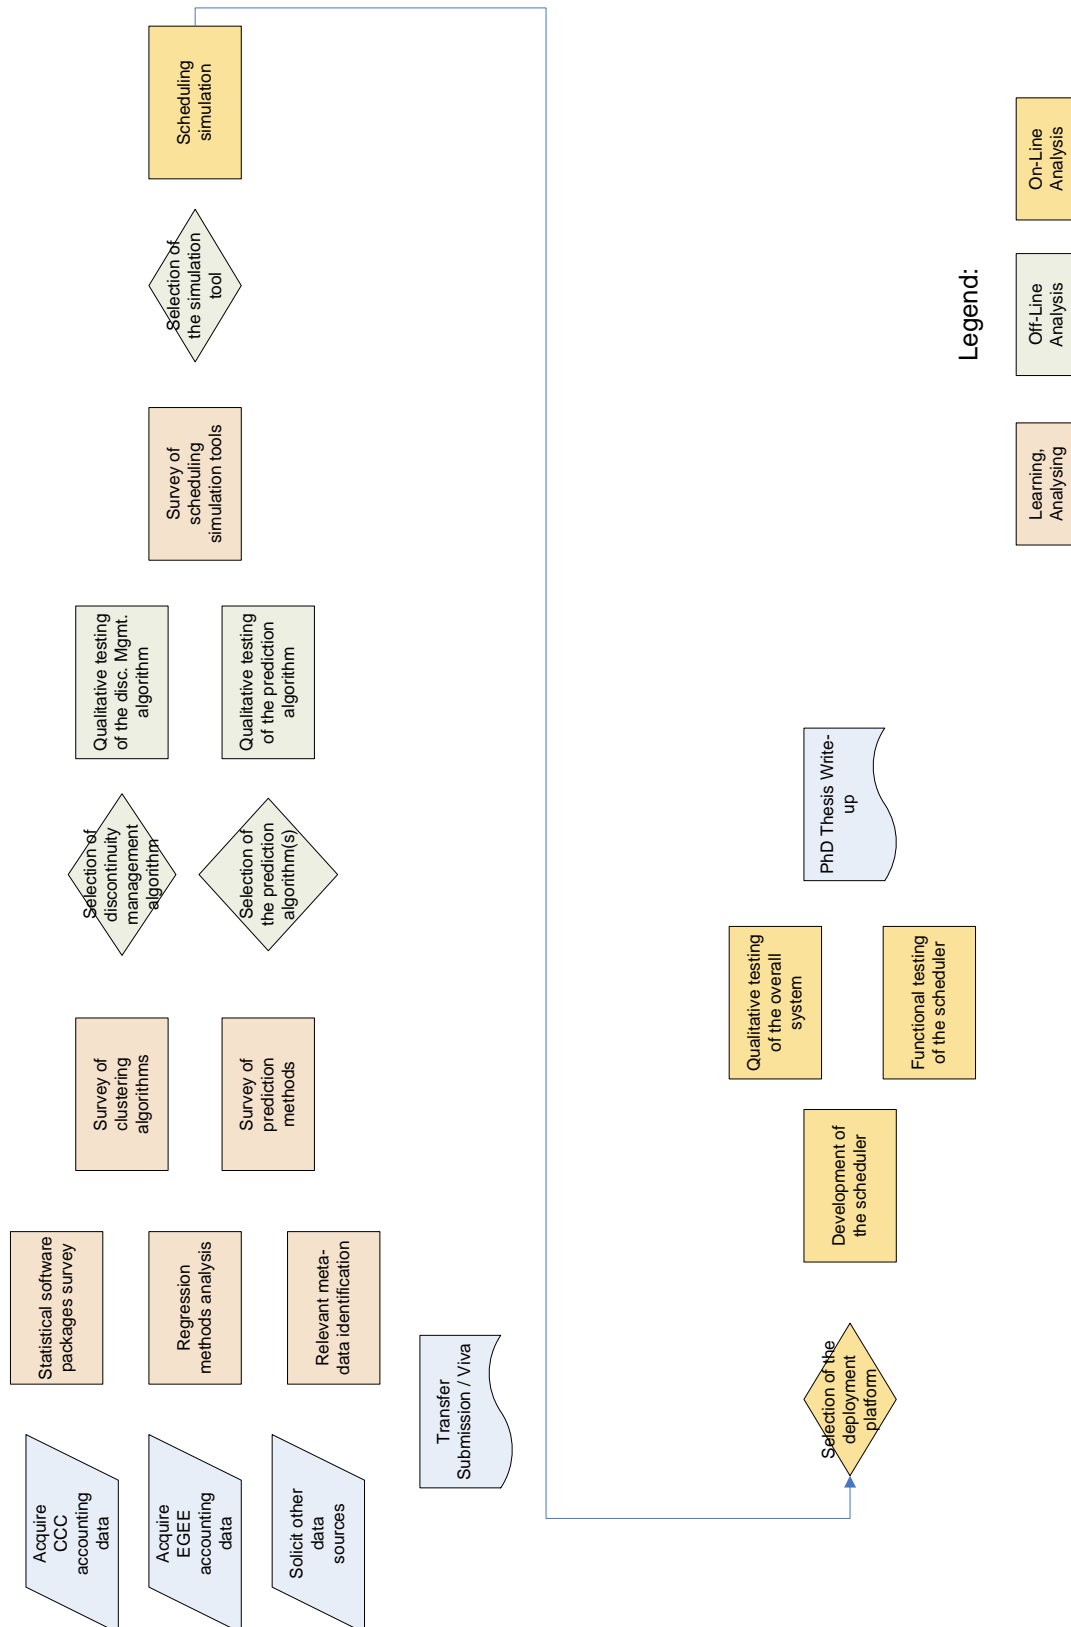 Acquire
CCC
accounting
data
Acquire
EGEE
accounting
data
Solicit other
data
sources
Statistical software
packages survey
Regression
methods analysis
Relevant meta-
data identification
Transfer
Submission / Viva
Survey of
clustering
algorithms
Survey of
prediction
methods
Selection of
discontinuity
management
algorithm
Selection of
the prediction
algorithm(s)
Qualitative testing
of the disc. Mgmt.
algorithm
Qualitative testing
of the prediction
algorithm
Survey of
scheduling
simulation tools
Selection of
the simulation
tool
Scheduling
simulation
Selection of the
deployment
platform
Development of
the scheduler
Qualitative testing
of the overall
system
Functional testing
of the scheduler
PhD Thesis Write-
up
Legend:
Learning,
Analysing
Off-Line
Analysis
On-Line
Analysis